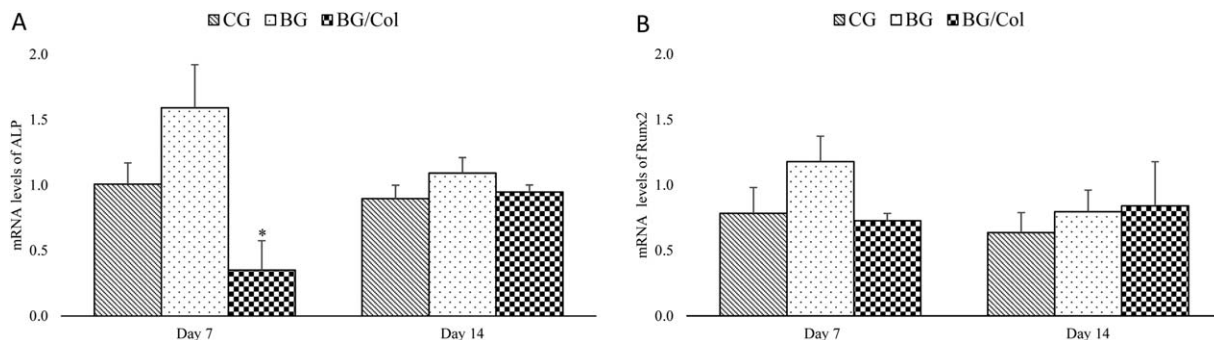 A
CG BG BG/Col
mRNA levels of ALP
2.0
1.5
1.0
0.5
0.0
*
Day 7 Day 14
B
CG BG BG/Col
mRNA levels of Runx2
2.0
1.5
1.0
0.5
0.0
Day 7 Day 14